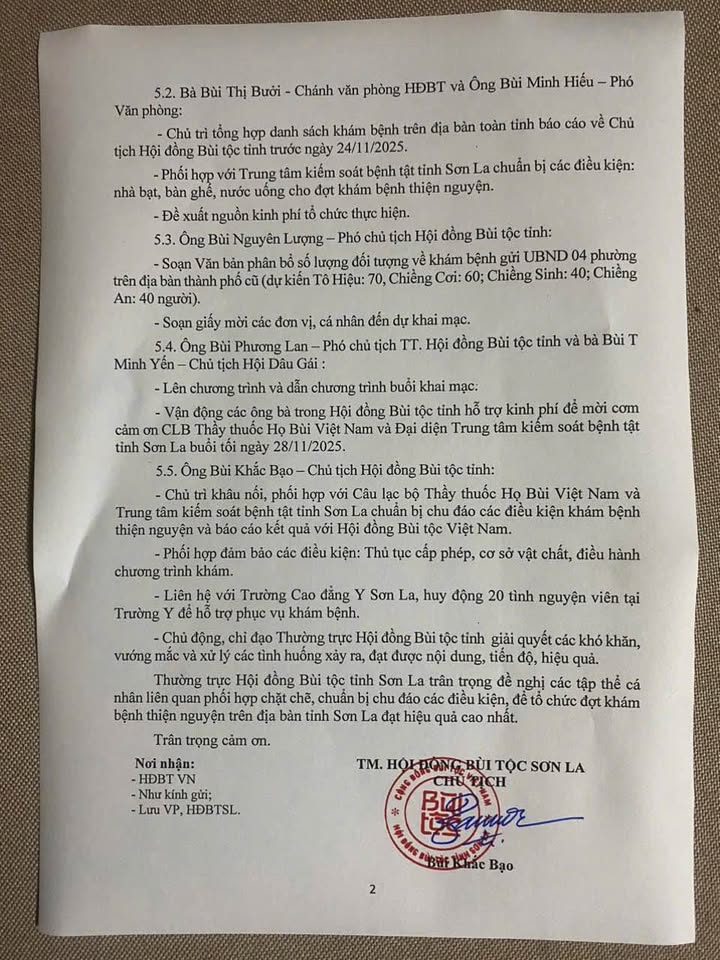 5.2. Bà Bùi Thị Bưởi - Chánh văn phòng HĐBT và Ông Bùi Minh Hiếu – Phó
Văn phòng:
- Chủ trì tổng hợp danh sách khám bệnh trên địa bàn toàn tỉnh báo cáo về Chủ
tịch Hội đồng Bùi tộc tỉnh trước ngày 24/11/2025.
- Phối hợp với Trung tâm kiếm soát bệnh tật tỉnh Sơn La chuẩn bị các điều kiện:
nhà bạt, bàn ghế, nước uống cho đợt khám bệnh thiện nguyện.
- Đề xuất nguồn kinh phí tổ chức thực hiện.
5.3. Ông Bùi Nguyên Lượng – Phó chủ tịch Hội đồng Bùi tộc tỉnh:
- Soạn Văn bản phân bổ số lượng đối tượng về khám bệnh gửi UBND 04 phường
trên địa bàn thành phố cũ (dự kiến Tô Hiệu: 70, Chiềng Cơi: 60; Chiềng Sinh: 40; Chiềng
An: 40 người).
- Soạn giấy mời các đơn vị, cá nhân đến dự khai mạc.
5.4. Ông Bùi Phương Lan – Phó chủ tịch TT. Hội đồng Bùi tộc tỉnh và bà Bùi T
Minh Yến – Chủ tịch Hội Dâu Gái :
- Lên chương trình và dẫn chương trình buổi khai mạc.
- Vận động các ông bà trong Hội đồng Bùi tộc tỉnh hỗ trợ kinh phí để mời cơm
cảm ơn CLB Thầy thuốc Họ Bùi Việt Nam và Đại diện Trung tâm kiếm soát bệnh tật
tỉnh Sơn La buổi tối ngày 28/11/2025.
5.5. Ông Bùi Khắc Bạo – Chủ tịch Hội đồng Bùi tộc tỉnh:
- Chủ trì khâu nối, phối hợp với Câu lạc bộ Thầy thuốc Họ Bùi Việt Nam và
Trung tâm kiếm soát bệnh tật tỉnh Sơn La chuẩn bị chu đáo các điều kiện khám bệnh
thiện nguyện và báo cáo kết quả với Hội đồng Bùi tộc Việt Nam.
- Phối hợp đảm bảo các điều kiện: Thủ tục cấp phép, cơ sở vật chất, điều hành
chương trình khám.
- Liên hệ với Trường Cao đẳng Y Sơn La, huy động 20 tình nguyện viên tại
Trường Y để hỗ trợ phục vụ khám bệnh.
- Chủ động, chỉ đạo Thường trực Hội đồng Bùi tộc tỉnh giải quyết các khó khăn,
vướng mắc và xử lý các tình huống xảy ra, đạt được nội dung, tiến độ, hiệu quả.
Thường trực Hội đồng Bùi tộc tỉnh Sơn La trân trọng đề nghị các tập thể cá
nhân liên quan phối hợp chặt chẽ, chuẩn bị chu đáo các điều kiện, để tổ chức đợt khám
bệnh thiện nguyện trên địa bàn tỉnh Sơn La đạt hiệu quả cao nhất.
Trân trọng cảm ơn.
Nơi nhận:
- HĐBT VN
- Như kính gửi;
- Lưu VP, HĐBTSL.
TM. HỘI ĐỒNG BÙI TỘC SƠN LA
CHỦ TỊCH
CỘNG ĐỒNG BÙI TỘC VIỆT NAM
BÙI
TỘC
HỘI ĐỒNG BÙI TỘC TỈNH SƠN LA
Bùi Khắc Bạo
2